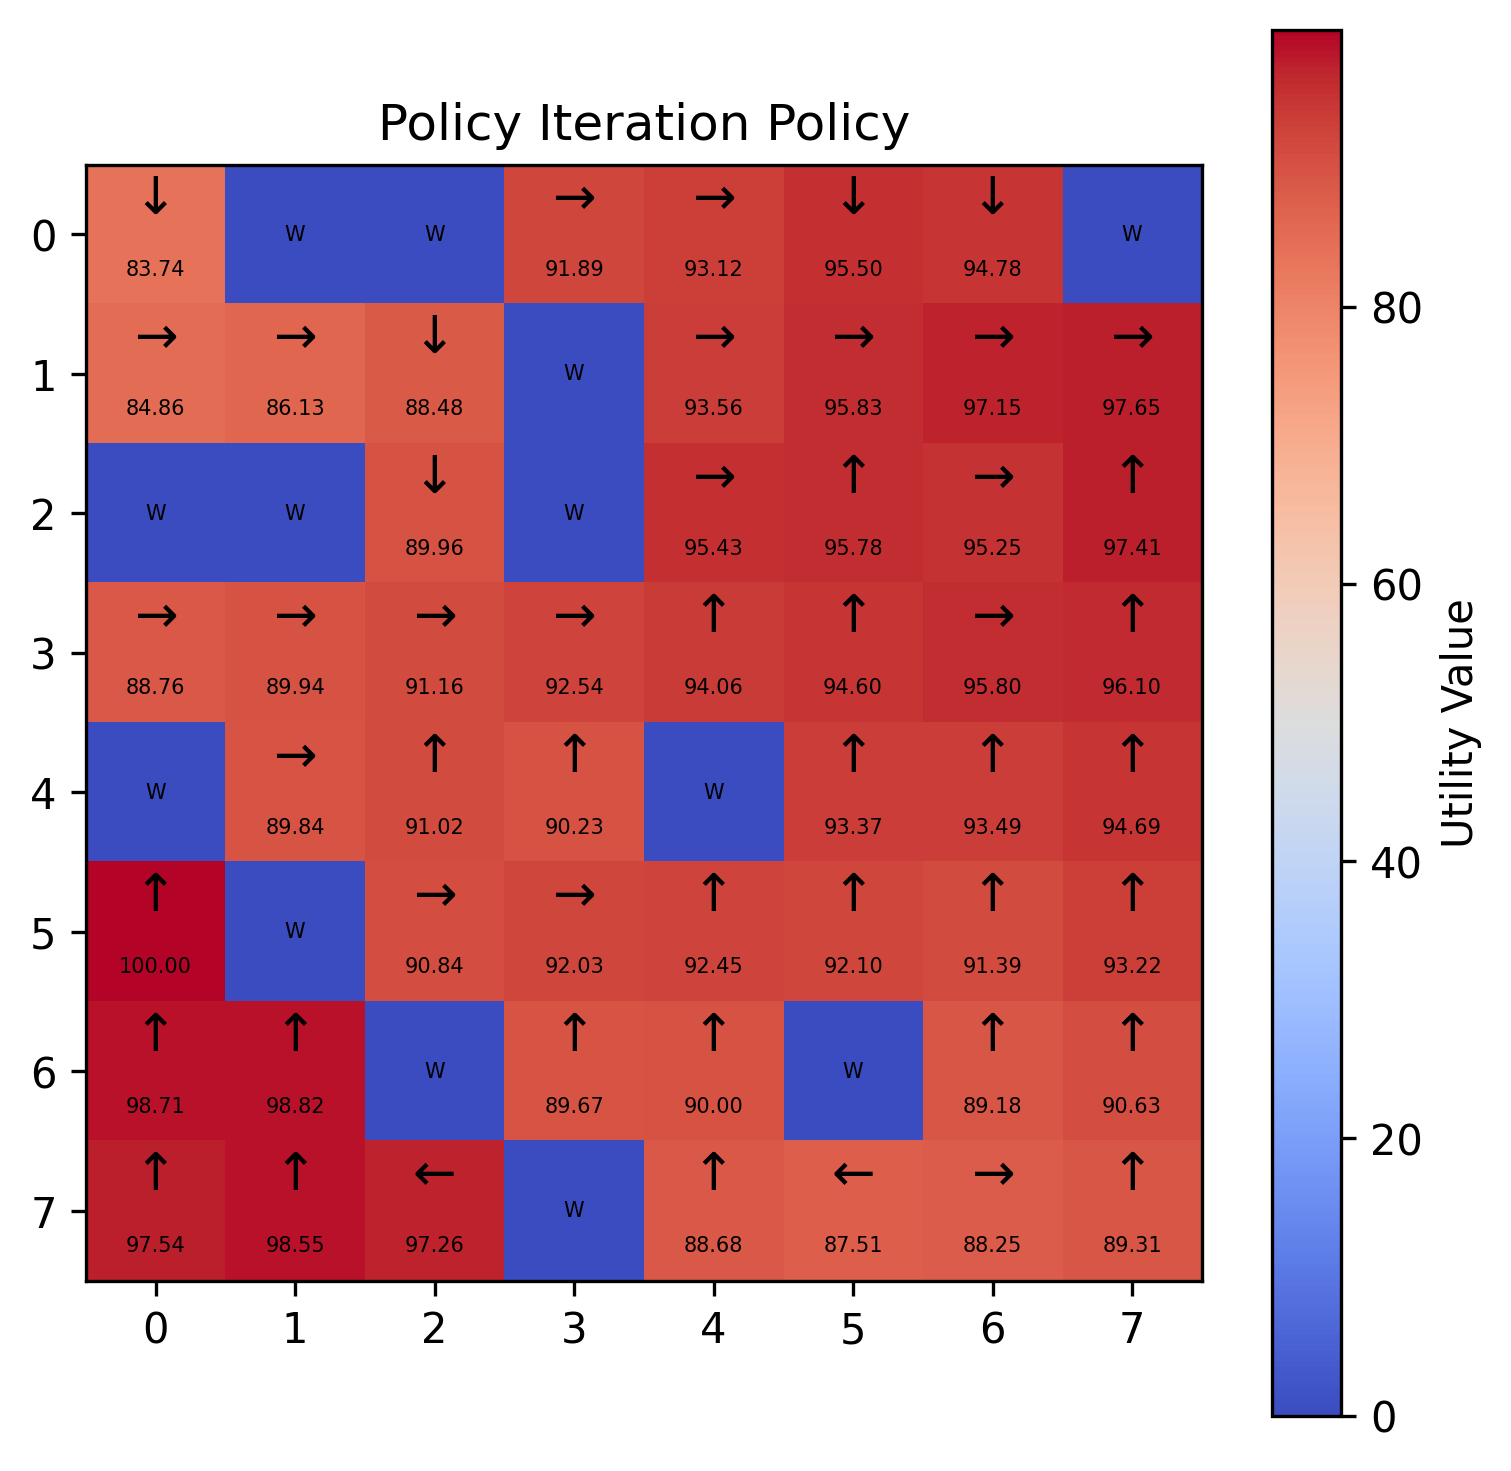 Policy Iteration Policy
↓ → → ↓ ↓
0 W W W
83.74 91.89 93.12 95.50 94.78 80
→ → ↓ → → → →
1 W
84.86 86.13 88.48 93.56 95.83 97.15 97.65
↓ → ↑ → ↑
2 W W W
89.96 95.43 95.78 95.25 97.41
60
→ → → → ↑ ↑ → ↑
3
88.76 89.94 91.16 92.54 94.06 94.60 95.80 96.10
Utility Value
→ ↑ ↑ ↑ ↑ ↑
4 W W
89.84 91.02 90.23 93.37 93.49 94.69
40
↑ → → ↑ ↑ ↑ ↑
5 W
100.00 90.84 92.03 92.45 92.10 91.39 93.22
↑ ↑ ↑ ↑ ↑ ↑
6 W W
98.71 98.82 89.67 90.00 89.18 90.63
20
↑ ↑ ← ↑ ← → ↑
7 W
97.54 98.55 97.26 88.68 87.51 88.25 89.31
0 1 2 3 4 5 6 7
0